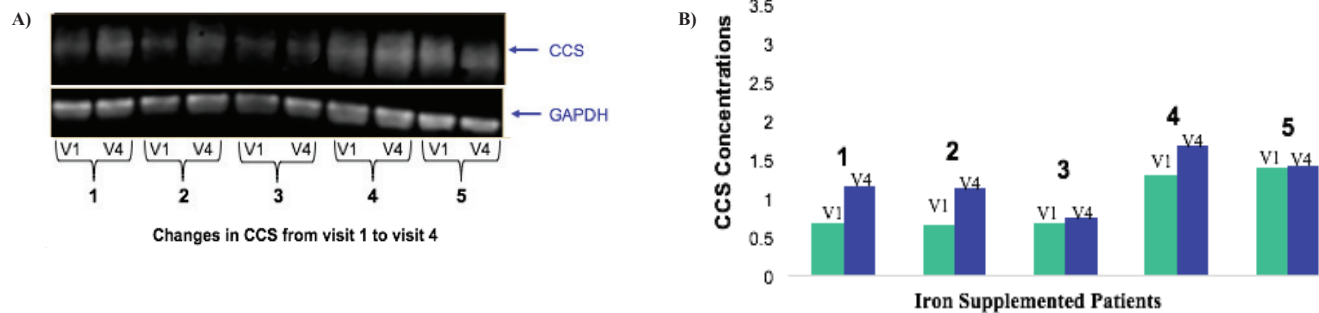 A)
CCS
GAPDH
V1 V4 V1 V4 V1 V4 V1 V4 V1 V4
1 2 3 4 5
Changes in CCS from visit 1 to visit 4
B)
CCS Concentrations
3.5
3
2.5
2
1.5
1
0.5
0
1 2 3 4 5
V1 V4 V1 V4 V1 V4 V1 V4 V1 V4
Iron Supplemented Patients